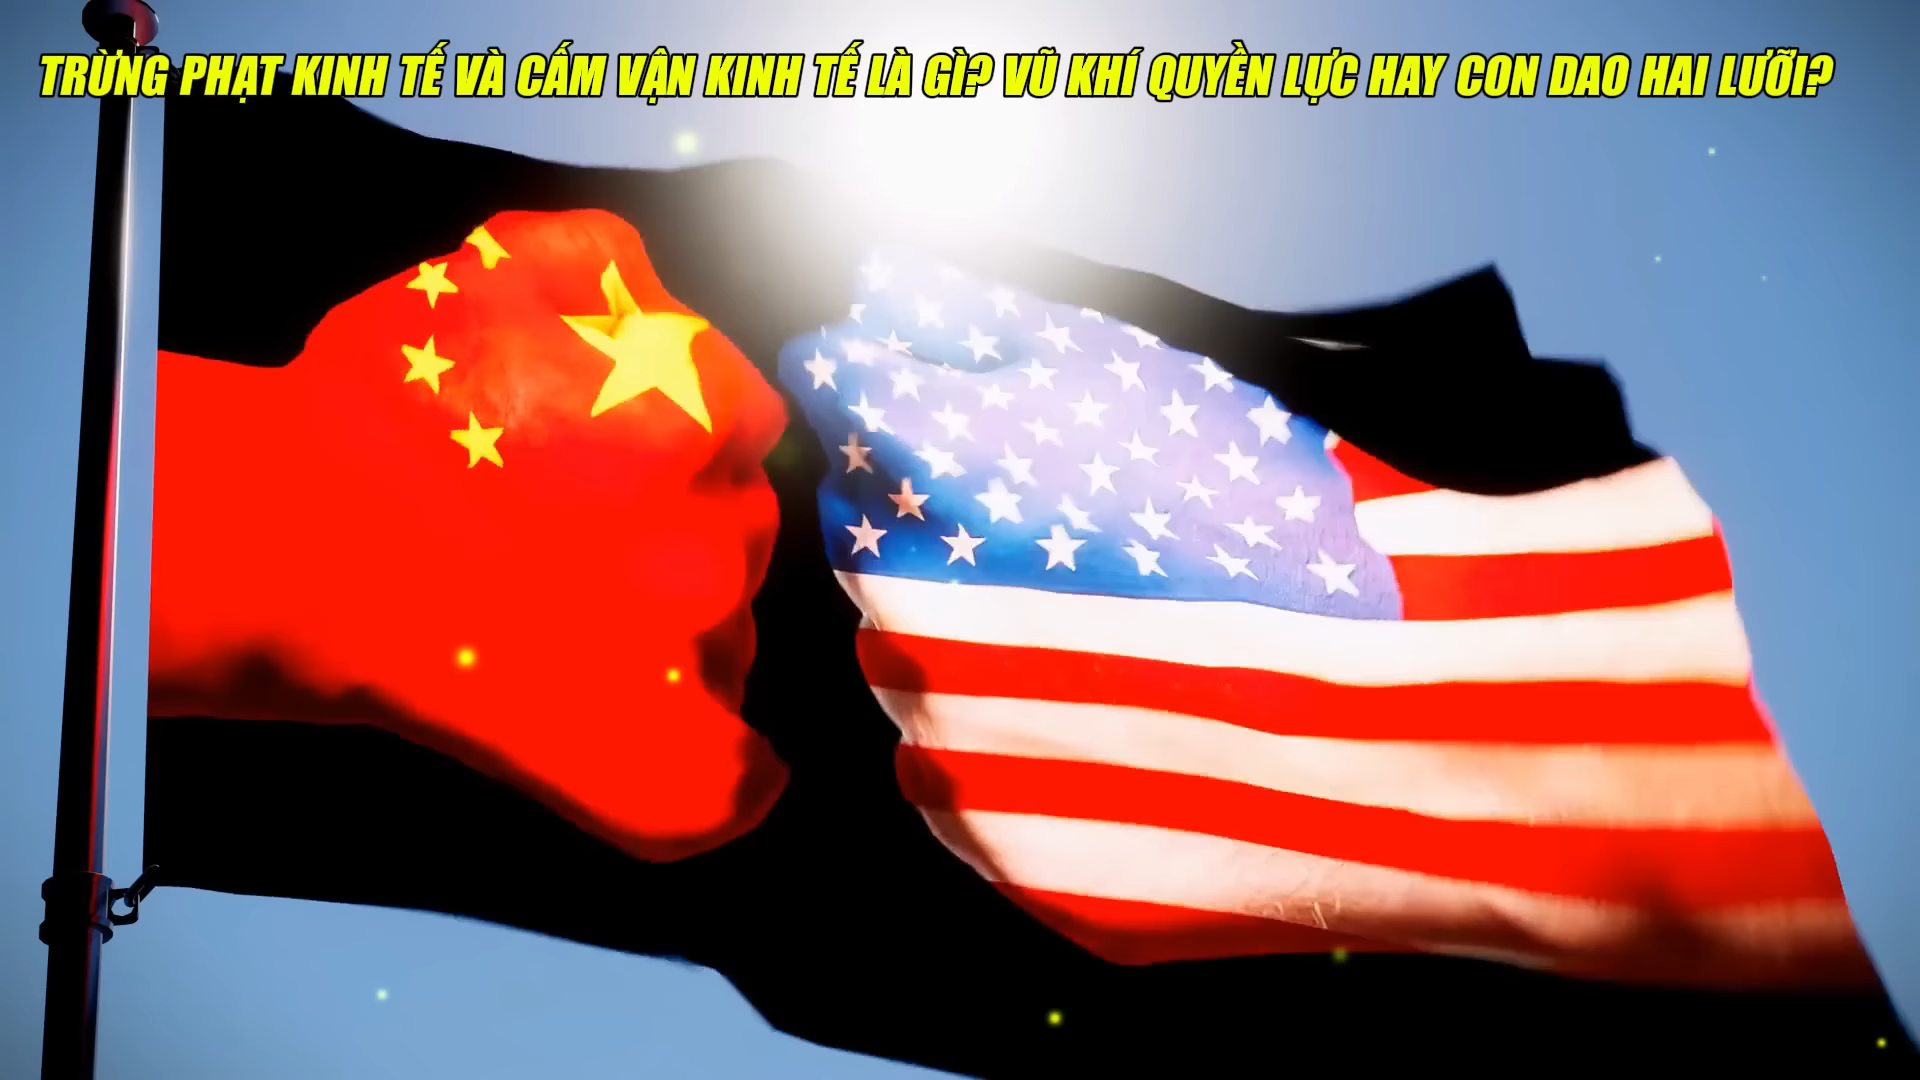 TRỪNG PHẠT KINH TẾ VÀ CẤM VẬN KINH TẾ LÀ GÌ? VŨ KHÍ QUYỀN LỰC HAY CON DAO HAI LƯỠI?